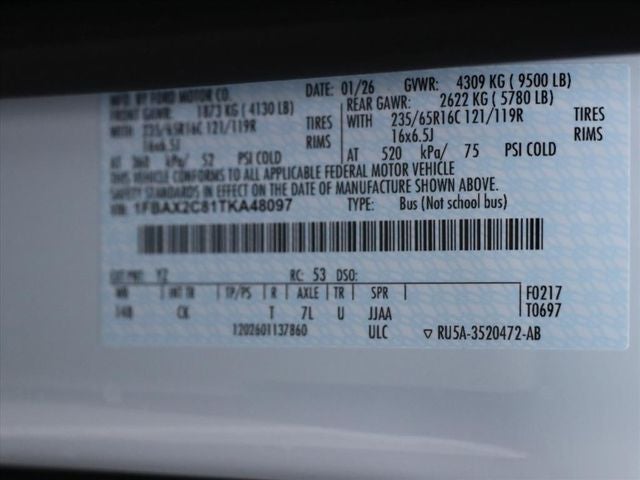 MFD. BY FORD MOTOR CO. DATE: 01/26 GVWR: 4309 KG ( 9500 LB)
FRONT GAWR: 1873 KG ( 4130 LB) REAR GAWR: 2622 KG ( 5780 LB)
WITH 235/65R16C 121/119R TIRES WITH 235/65R16C 121/119R TIRES
16x6.5J RIMS 16x6.5J RIMS
AT 360 kPa/ 52 PSI COLD AT 520 kPa/ 75 PSI COLD
THIS VEHICLE CONFORMS TO ALL APPLICABLE FEDERAL MOTOR VEHICLE
SAFETY STANDARDS IN EFFECT ON THE DATE OF MANUFACTURE SHOWN ABOVE.
VIN: 1FBAX2C81TKA48097 TYPE: Bus (Not school bus)
EXT PNT: YZ RC: 53 DSO:
WB INT TR TP/PS R AXLE TR SPR F0217
148 CK T 7L U JJAA T0697
1202601137860 ULC ▽ RU5A-3520472-AB